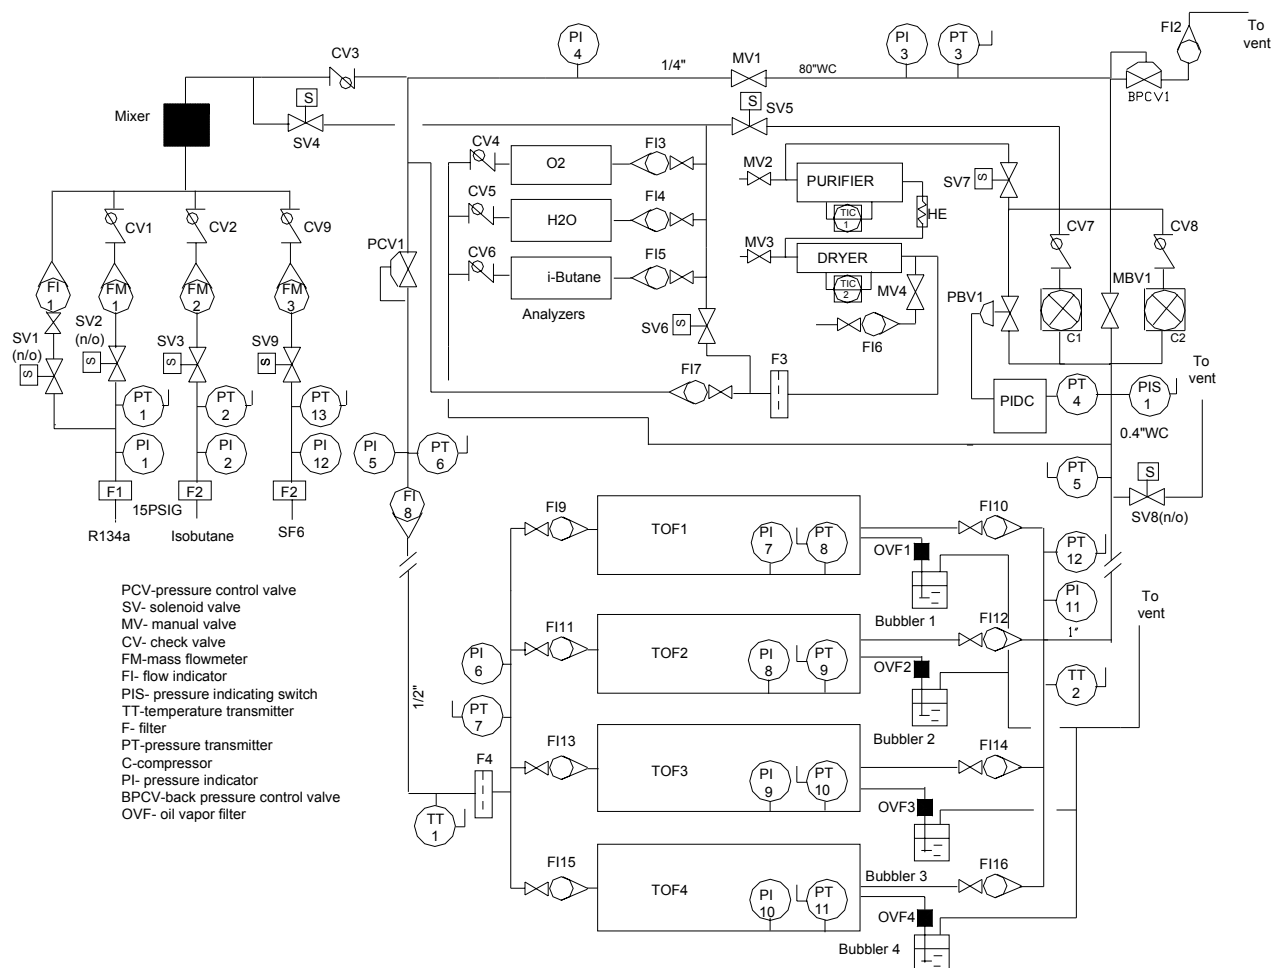 To
vent
FI2
BPCV1
PI
4
PI
3
PT
3
CV3
1/4"
MV1
80"WC
Mixer
S
SV4
S
SV5
CV4
O2
FI3
CV5
H2O
FI4
CV6
i-Butane
FI5
Analyzers
MV2
PURIFIER
TIC
1
HE
MV3
DRYER
TIC
2
MV4
FI6
SV7
S
CV7
CV8
MBV1
PBV1
C1
C2
CV1
CV2
CV9
PCV1
FI
1
FM
1
FM
2
FM
3
SV1
(n/o)
S
SV2
(n/o)
S
SV3
S
SV9
S
SV6
S
FI7
F3
PIDC
PT
4
PIS
1
To
vent
0.4"WC
PT
1
PT
2
PT
13
PI
1
PI
2
PI
12
F1
15PSIG
F2
F2
R134a
Isobutane
SF6
PI
5
PT
6
FI
8
PT
5
S
SV8(n/o)
FI9
TOF1
PI
7
PT
8
FI10
OVF1
Bubbler 1
PT
12
PI
11
1"
To
vent
FI11
TOF2
PI
8
PT
9
FI12
OVF2
Bubbler 2
TT
2
PI
6
PT
7
1/2"
FI13
F4
TOF3
PI
9
PT
10
FI14
OVF3
Bubbler 3
TT
1
FI15
TOF4
PI
10
PT
11
FI16
OVF4
Bubbler 4
PCV-pressure control valve
SV- solenoid valve
MV- manual valve
CV- check valve
FM-mass flowmeter
FI- flow indicator
PIS- pressure indicating switch
TT-temperature transmitter
F- filter
PT-pressure transmitter
C-compressor
PI- pressure indicator
BPCV-back pressure control valve
OVF- oil vapor filter